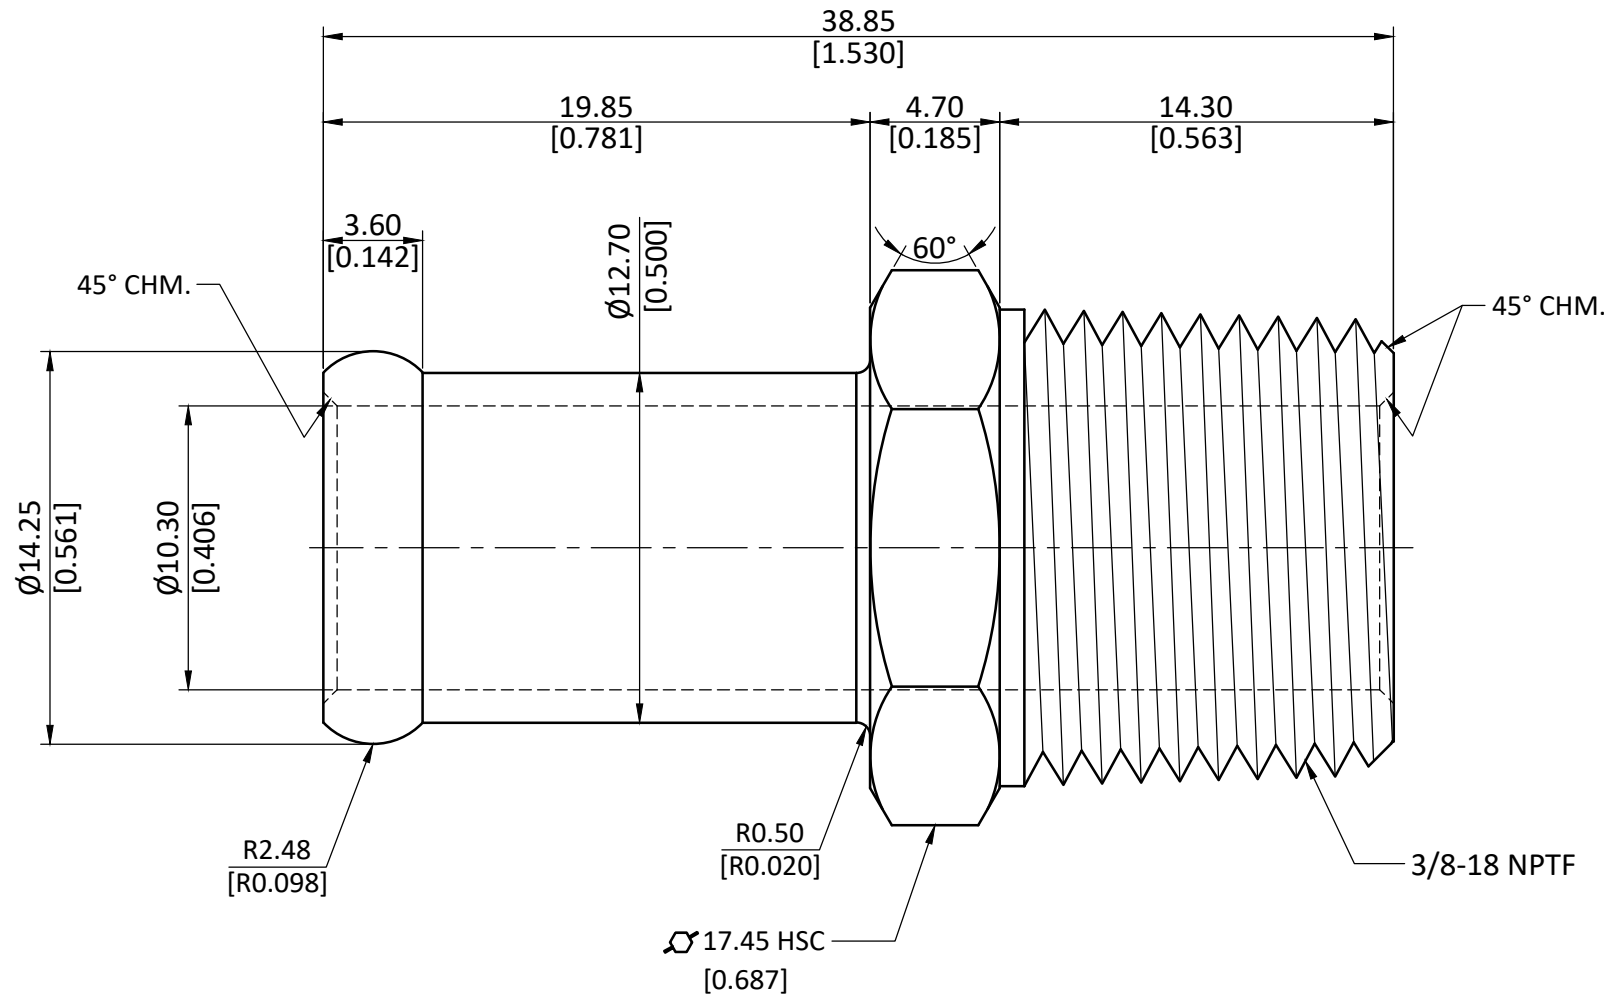 38.85
[1.530]
19.85
[0.781]
4.70
[0.185]
14.30
[0.563]
3.60
[0.142]
Ø12.70
[0.500]
60°
45° CHM.
45° CHM.
Ø14.25
[0.561]
Ø10.30
[0.406]
R2.48
[R0.098]
R0.50
[R0.020]
3/8-18 NPTF
17.45 HSC
[0.687]